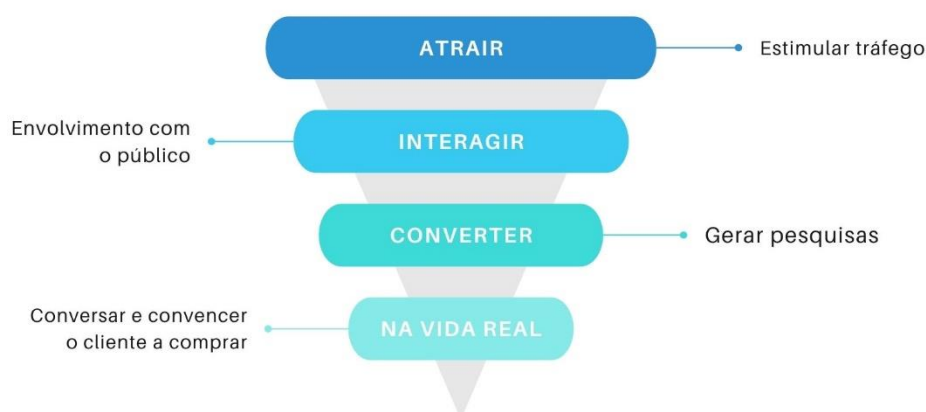 ATRAIR
Estimular tráfego
Envolvimento com
o público
INTERAGIR
CONVERTER
Gerar pesquisas
Conversar e convencer
o cliente a comprar
NA VIDA REAL